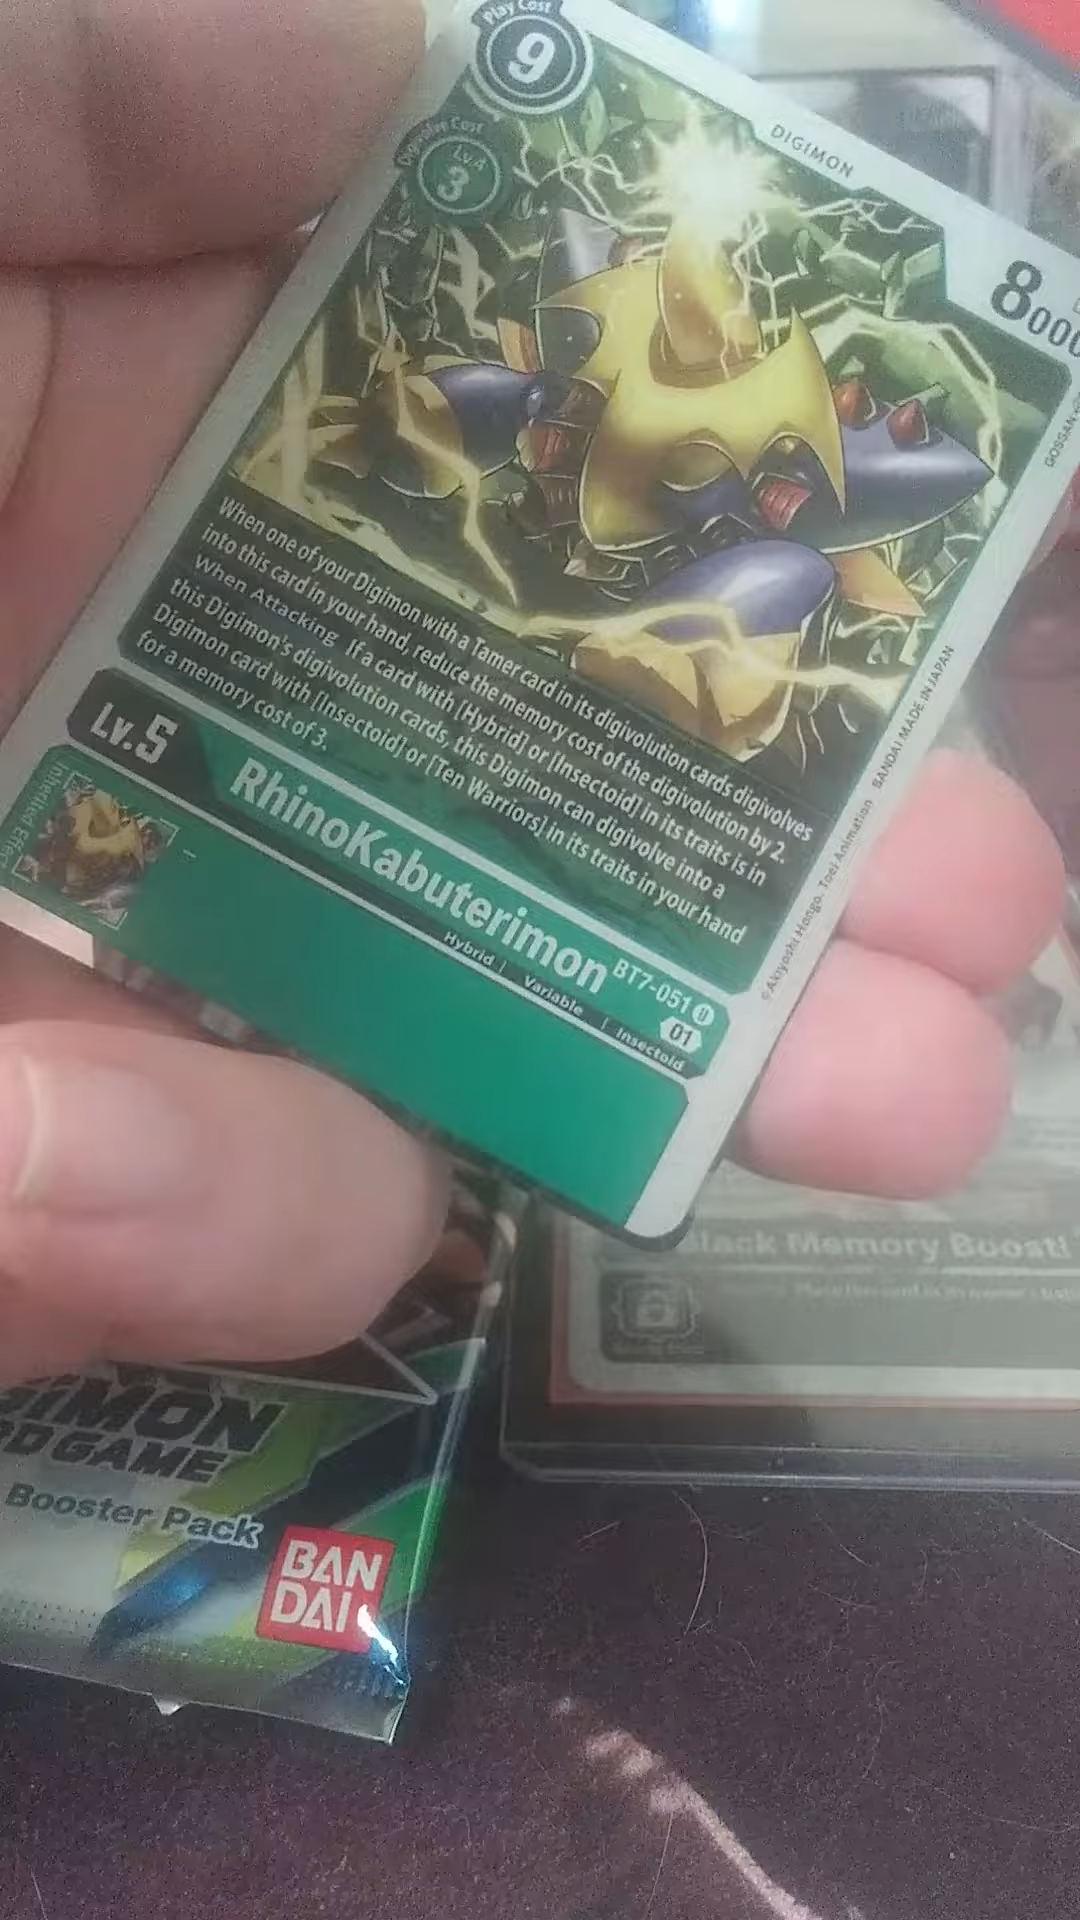 Play Cost
9
Digivolve Cost
Lv.4
3
DIGIMON
8000
When one of your Digimon with a Tamer card in its digivolution cards digivolves
into this card in your hand, reduce the memory cost of the digivolution by 2.
When Attacking If a card with [Hybrid] or [Insectoid] in its traits is in
this Digimon's digivolution cards, this Digimon can digivolve into a
Digimon card with [Insectoid] or [Ten Warriors] in its traits in your hand
for a memory cost of 3.
Lv.5
RhinoKabuterimon
BT7-051 U
01
Hybrid | Variable | Insectoid
Inherited Effect
-
©Akiyoshi Hongo, Toei Animation BANDAI MADE IN JAPAN
Black Memory Boost!
IMON
RD GAME
Booster Pack
BAN
DAI